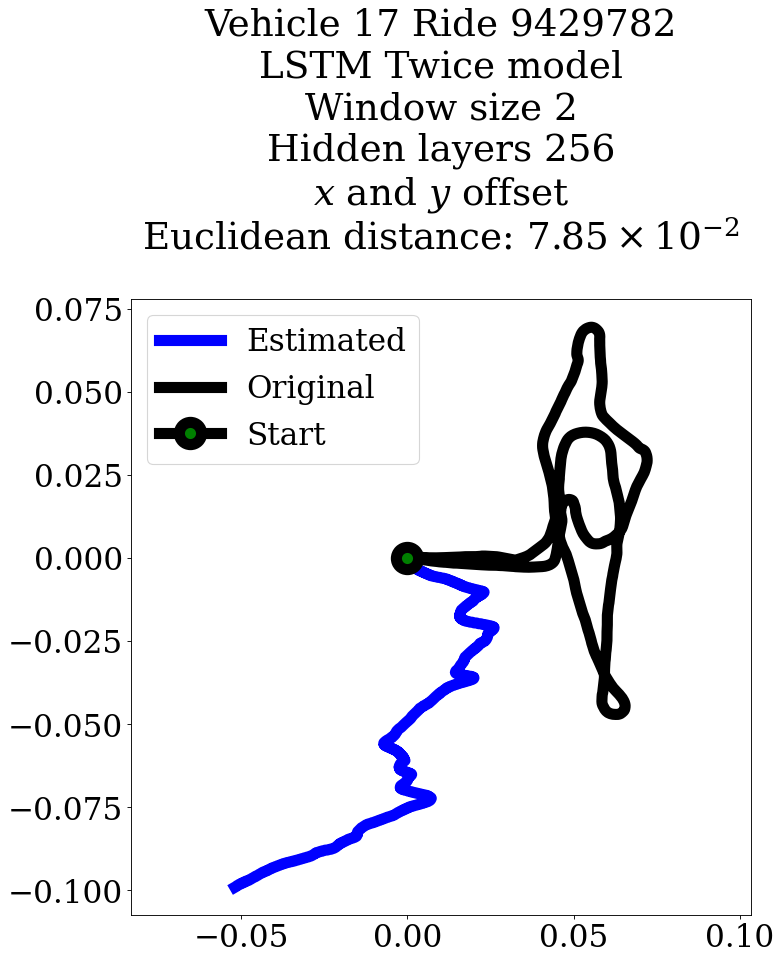 Vehicle 17 Ride 9429782
LSTM Twice model
Window size 2
Hidden layers 256
x and y offset
Euclidean distance: 7.85 × 10⁻²
0.075
0.050
0.025
0.000
−0.025
−0.050
−0.075
−0.100
Estimated
Original
Start
−0.05 0.00 0.05 0.10